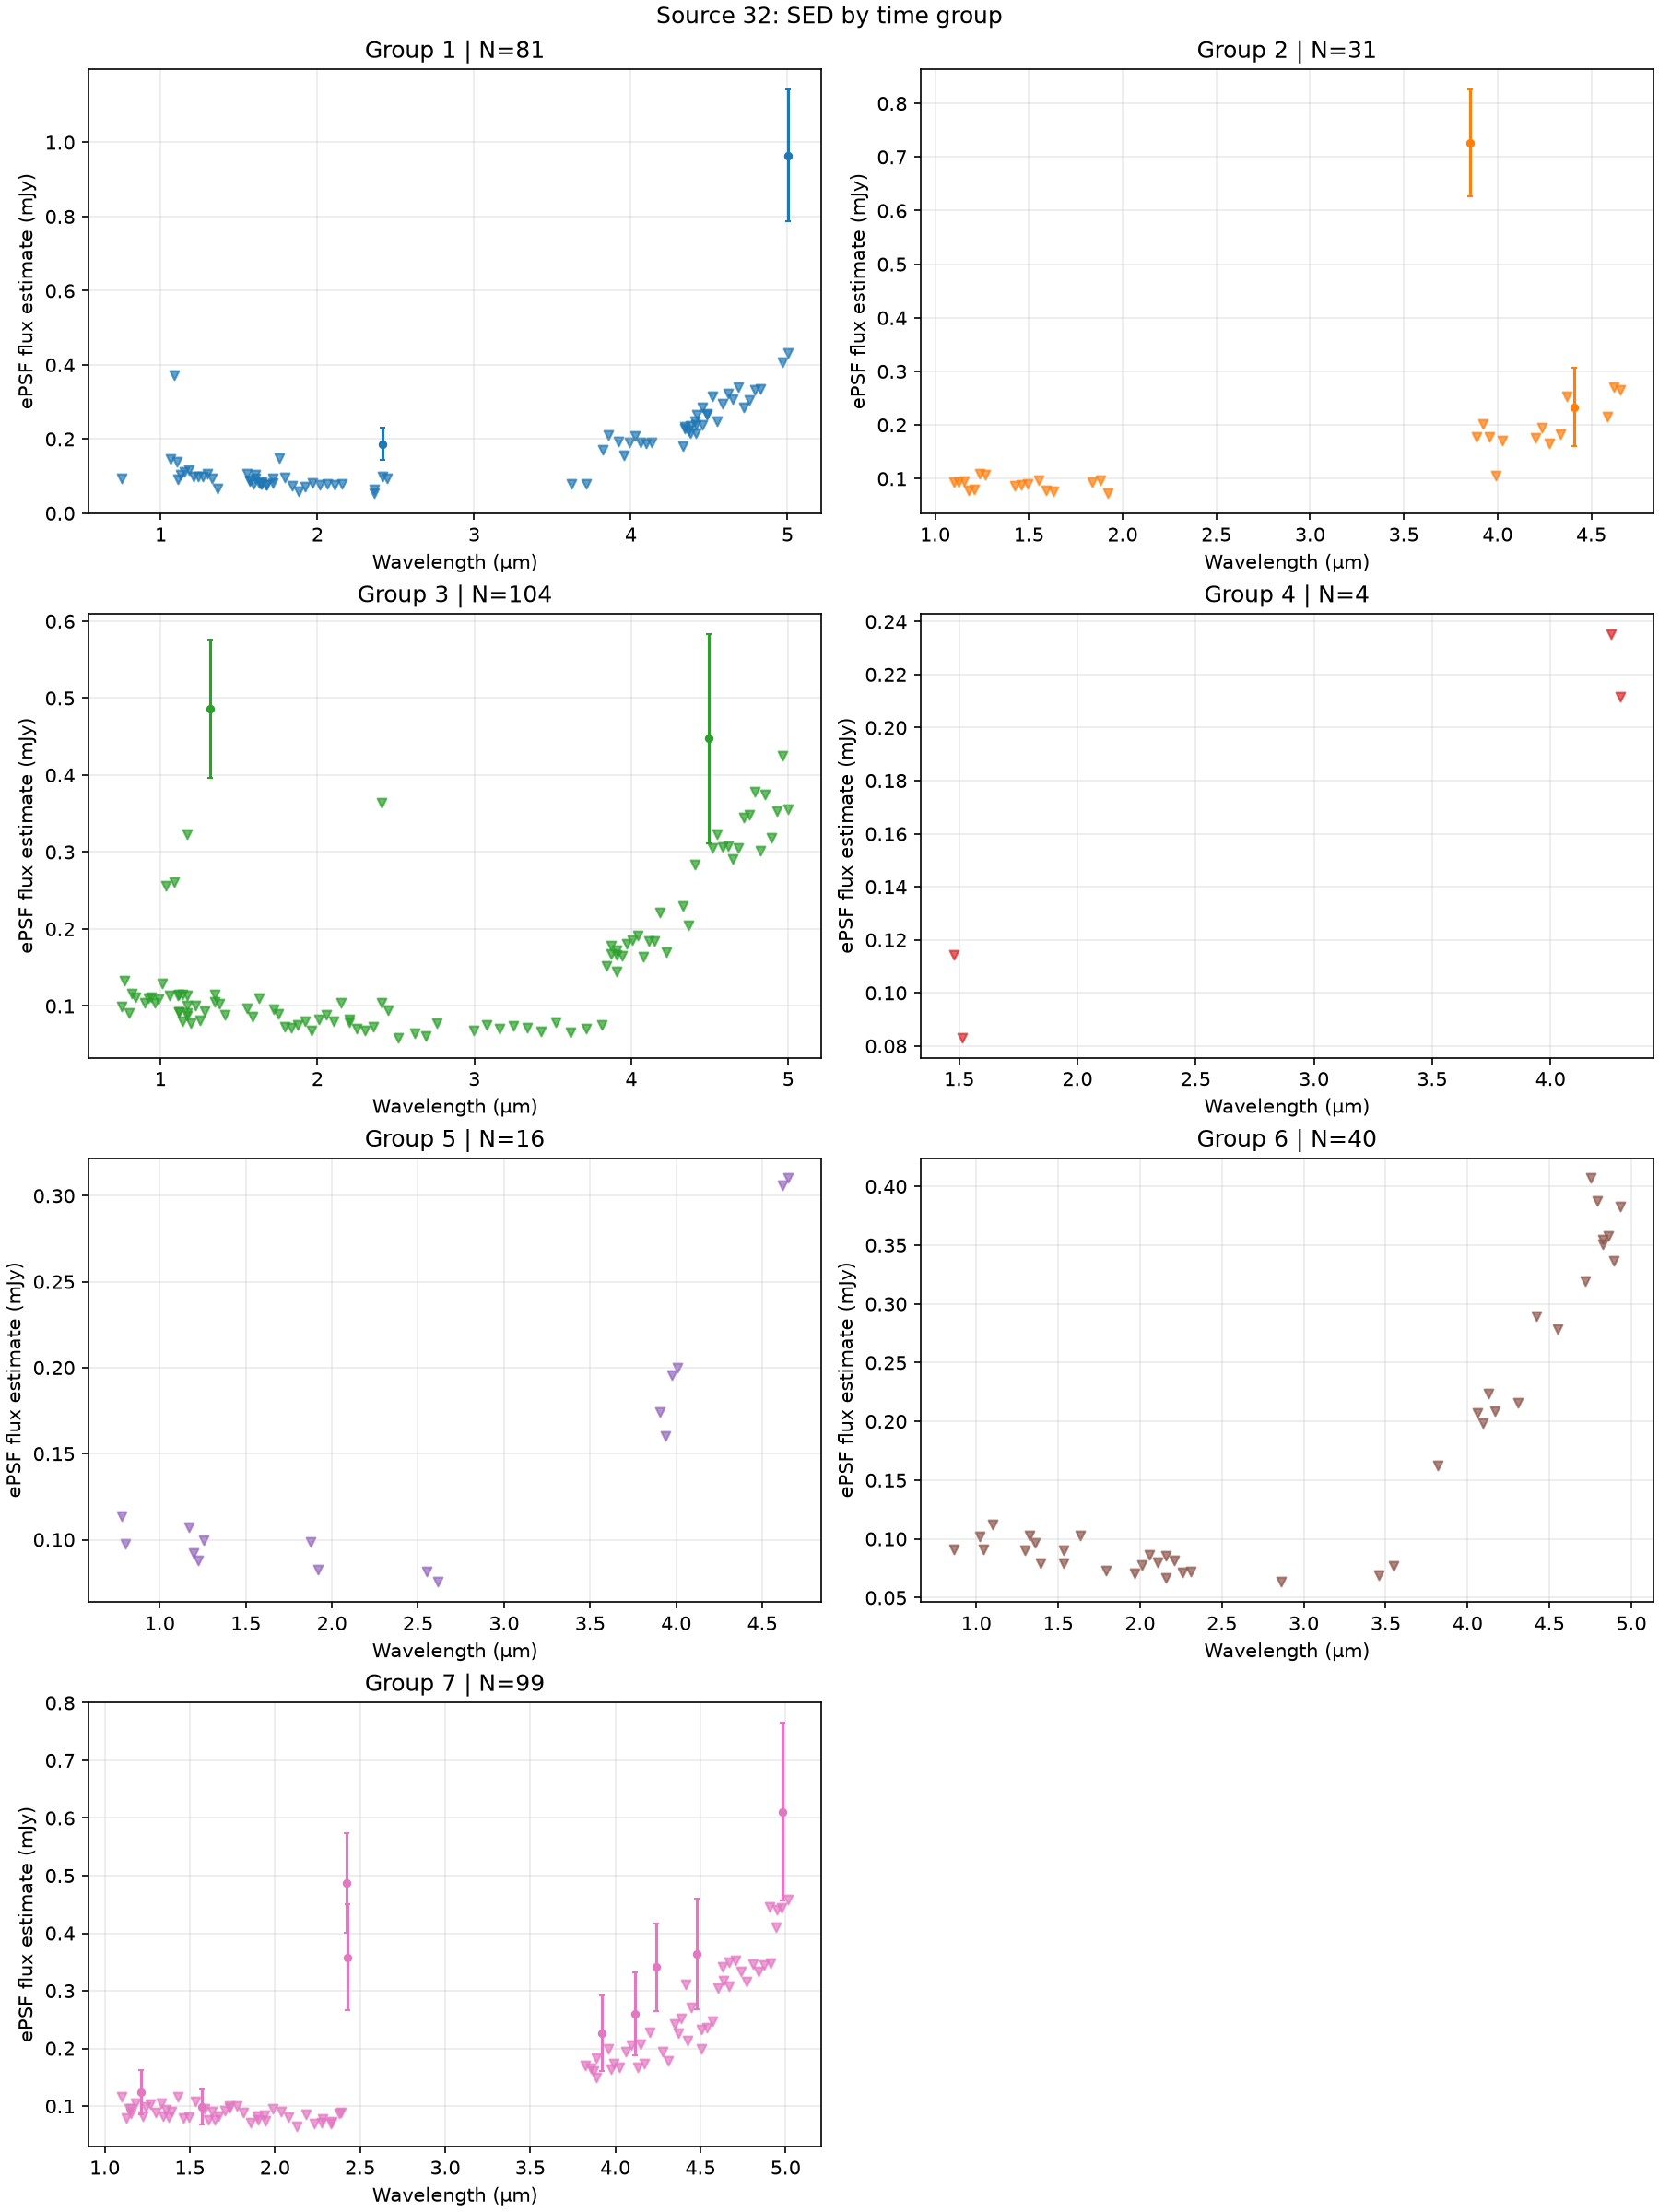 Source 32: SED by time group
Group 1 | N=81
ePSF flux estimate (mJy)
1.0
0.8
0.6
0.4
0.2
0.0
1 2 3 4 5
Wavelength (µm)
Group 2 | N=31
ePSF flux estimate (mJy)
0.8
0.7
0.6
0.5
0.4
0.3
0.2
0.1
1.0 1.5 2.0 2.5 3.0 3.5 4.0 4.5
Wavelength (µm)
Group 3 | N=104
ePSF flux estimate (mJy)
0.6
0.5
0.4
0.3
0.2
0.1
1 2 3 4 5
Wavelength (µm)
Group 4 | N=4
ePSF flux estimate (mJy)
0.24
0.22
0.20
0.18
0.16
0.14
0.12
0.10
0.08
1.5 2.0 2.5 3.0 3.5 4.0
Wavelength (µm)
Group 5 | N=16
ePSF flux estimate (mJy)
0.30
0.25
0.20
0.15
0.10
1.0 1.5 2.0 2.5 3.0 3.5 4.0 4.5
Wavelength (µm)
Group 6 | N=40
ePSF flux estimate (mJy)
0.40
0.35
0.30
0.25
0.20
0.15
0.10
0.05
1.0 1.5 2.0 2.5 3.0 3.5 4.0 4.5 5.0
Wavelength (µm)
Group 7 | N=99
ePSF flux estimate (mJy)
0.8
0.7
0.6
0.5
0.4
0.3
0.2
0.1
1.0 1.5 2.0 2.5 3.0 3.5 4.0 4.5 5.0
Wavelength (µm)